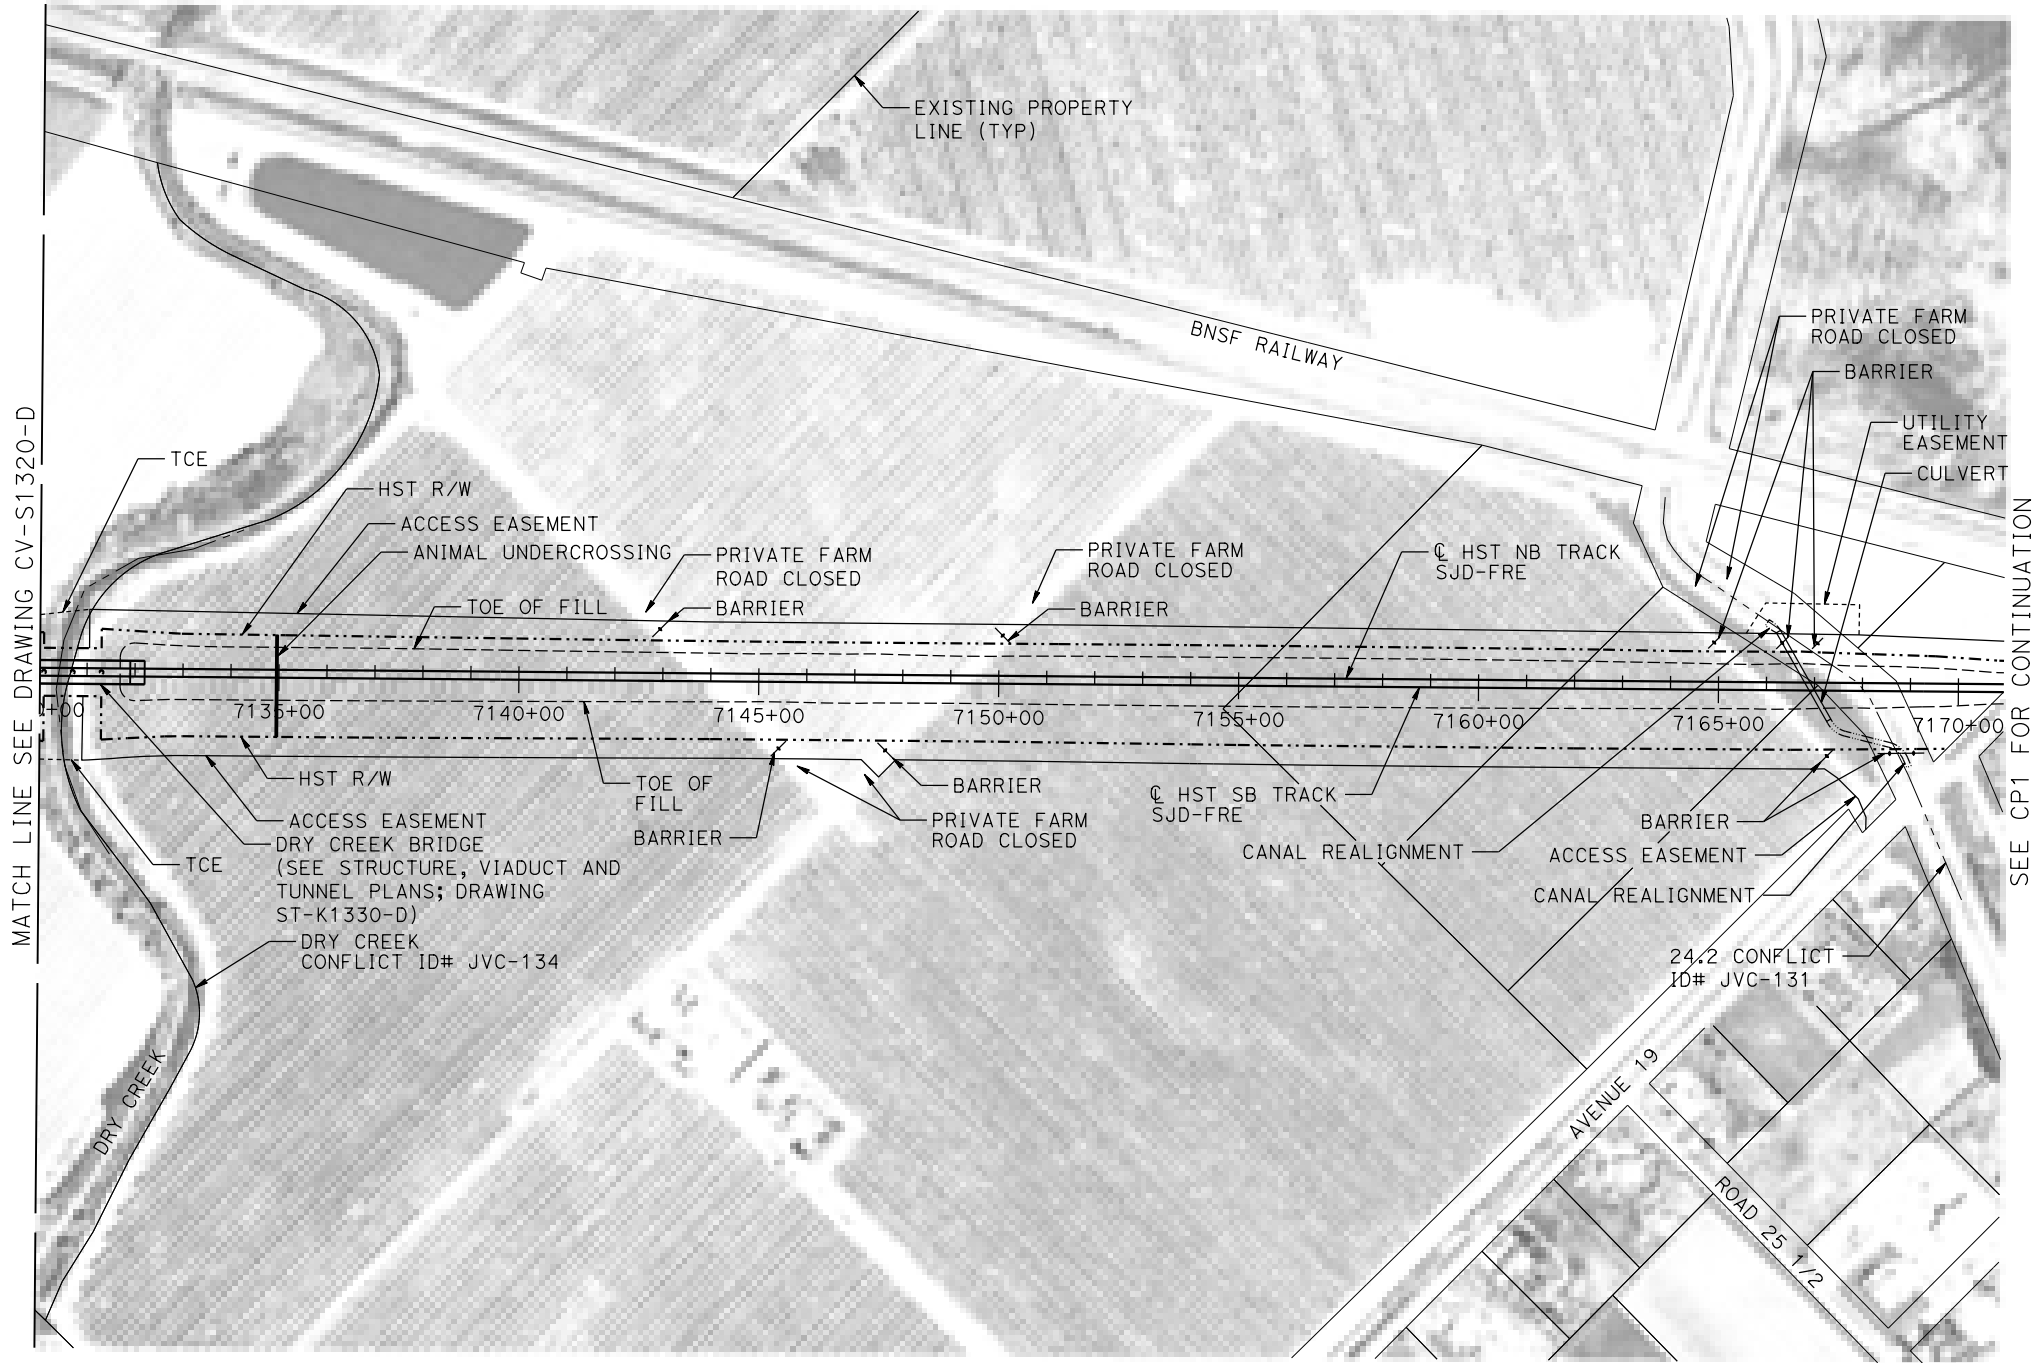 EXISTING PROPERTY
LINE (TYP)
BNSF RAILWAY
PRIVATE FARM
ROAD CLOSED
BARRIER
UTILITY
EASEMENT
CULVERT
TCE
HST R/W
ACCESS EASEMENT
ANIMAL UNDERCROSSING
PRIVATE FARM
ROAD CLOSED
BARRIER
TOE OF FILL
PRIVATE FARM
ROAD CLOSED
BARRIER
℄ HST NB TRACK
SJD-FRE
MATCH LINE SEE DRAWING CV-S1320-D
SEE CP1 FOR CONTINUATION
+00
7135+00
7140+00
7145+00
7150+00
7155+00
7160+00
7165+00
7170+00
HST R/W
TOE OF
FILL
BARRIER
BARRIER
PRIVATE FARM
ROAD CLOSED
℄ HST SB TRACK
SJD-FRE
CANAL REALIGNMENT
BARRIER
ACCESS EASEMENT
CANAL REALIGNMENT
ACCESS EASEMENT
DRY CREEK BRIDGE
(SEE STRUCTURE, VIADUCT AND
TUNNEL PLANS; DRAWING
ST-K1330-D)
TCE
DRY CREEK
CONFLICT ID# JVC-134
24.2 CONFLICT
ID# JVC-131
DRY CREEK
AVENUE 19
ROAD 25 1/2